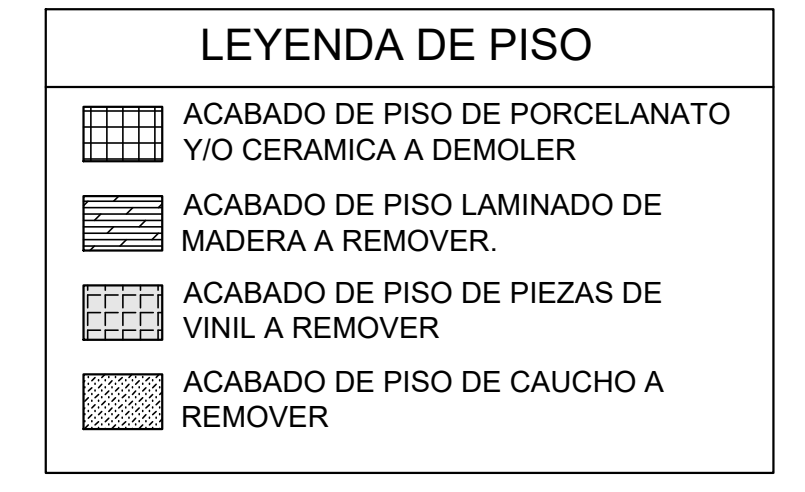 LEYENDA DE PISO
ACABADO DE PISO DE PORCELANATO
Y/O CERAMICA A DEMOLER
ACABADO DE PISO LAMINADO DE
MADERA A REMOVER.
ACABADO DE PISO DE PIEZAS DE
VINIL A REMOVER
ACABADO DE PISO DE CAUCHO A
REMOVER